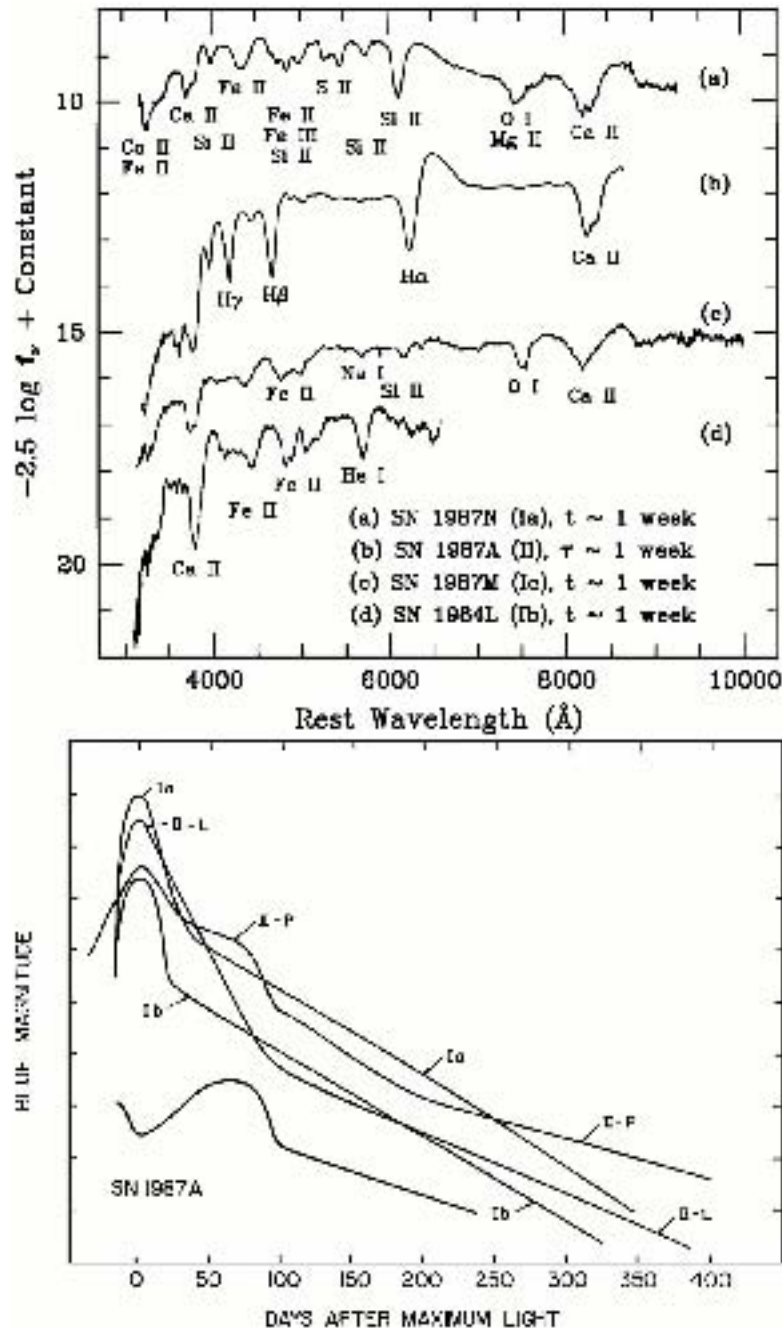 (a)
10
Fe II
S II
Ca II
Fe II
Si II
O I
Co II
Si II
Fe III
Si II
Mg II
Ca II
Fe II
Si II
(b)
Hγ
Hβ
Hα
Ca II
15
(c)
Fe II
Na I
Si II
O I
Ca II
(d)
Fe II
Fe II
He I
Ca II
20
(a) SN 1987N (Ia), t ~ 1 week
(b) SN 1987A (II), τ ~ 1 week
(c) SN 1987M (Ic), t ~ 1 week
(d) SN 1984L (Ib), t ~ 1 week
−2.5 log fν + Constant
4000 6000 8000 10000
Rest Wavelength (Å)
Ia
II-L
II-P
Ib
Ia
II-P
SN 1987A
Ib
II-L
BLUE MAGNITUDE
0 50 100 150 200 250 300 350 400
DAYS AFTER MAXIMUM LIGHT